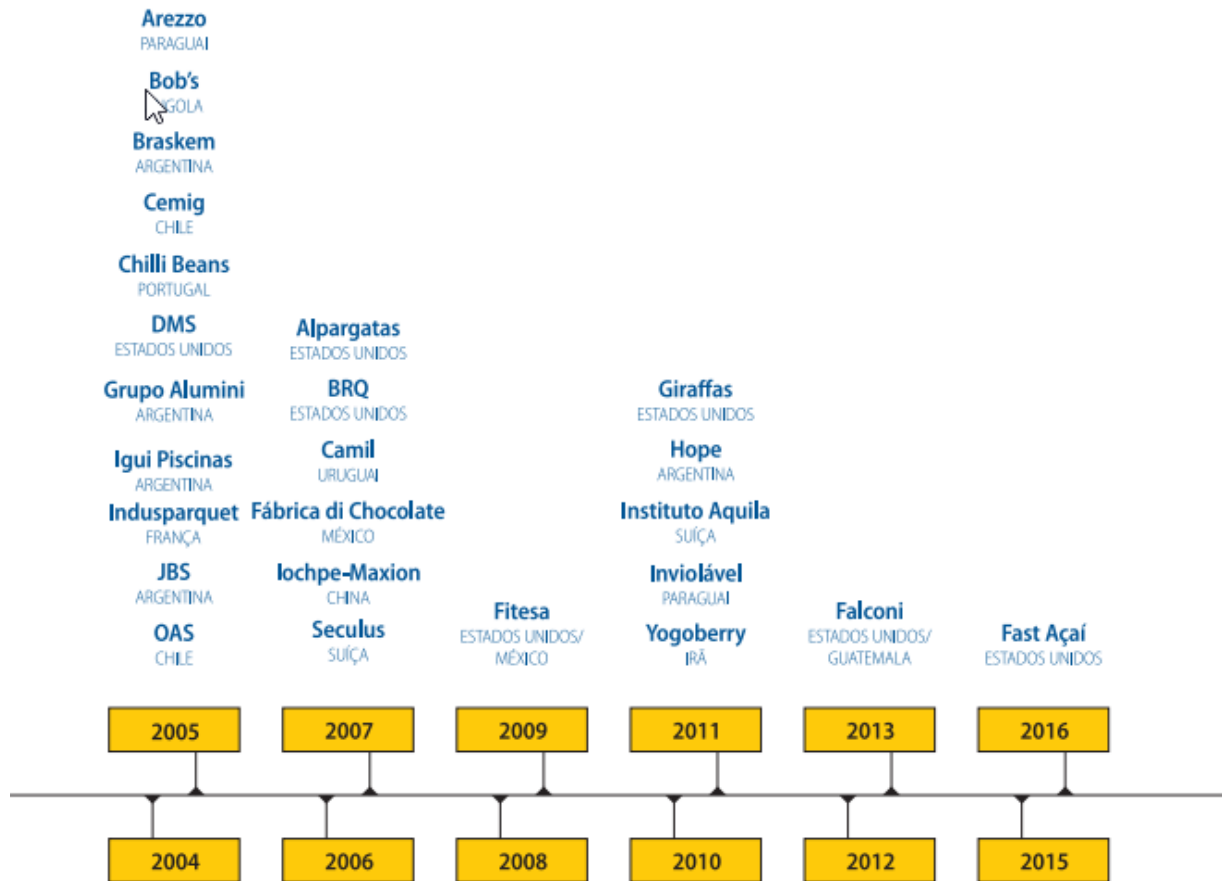 Arezzo
PARAGUAI
Bob's
Braskem
ARGENTINA
Cemig
CHILE
Chilli Beans
PORTUGAL
DMS
ESTADOS UNIDOS
Grupo Alumini
ARGENTINA
Igui Piscinas
ARGENTINA
Indusparquet
FRANÇA
JBS
ARGENTINA
OAS
CHILE
2005
Alpargatas
ESTADOS UNIDOS
BRQ
ESTADOS UNIDOS
Camil
URUGUAI
Fábrica di Chocolate
MÉXICO
Iochpe-Maxion
CHINA
Seculus
SUÍÇA
2007
Fitesa
ESTADOS UNIDOS/
MÉXICO
2009
Giraffas
ESTADOS UNIDOS
Hope
ARGENTINA
Instituto Aquila
SUÍÇA
Inviolável
PARAGUAI
Yogoberry
IRÃ
2011
Falconi
ESTADOS UNIDOS/
GUATEMALA
2013
Fast Açaí
ESTADOS UNIDOS
2016
2004
2006
2008
2010
2012
2015